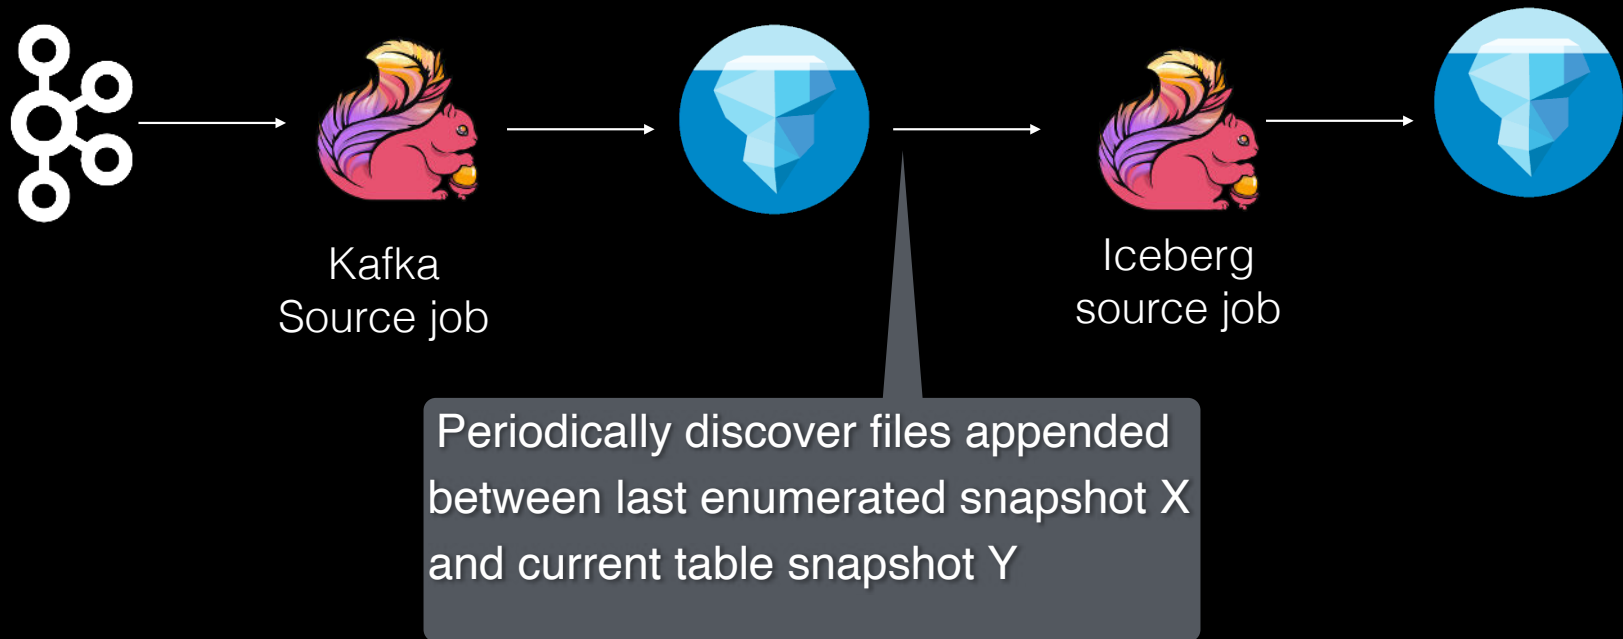 Kafka
Source job
Iceberg
source job
Periodically discover files appended
between last enumerated snapshot X
and current table snapshot Y